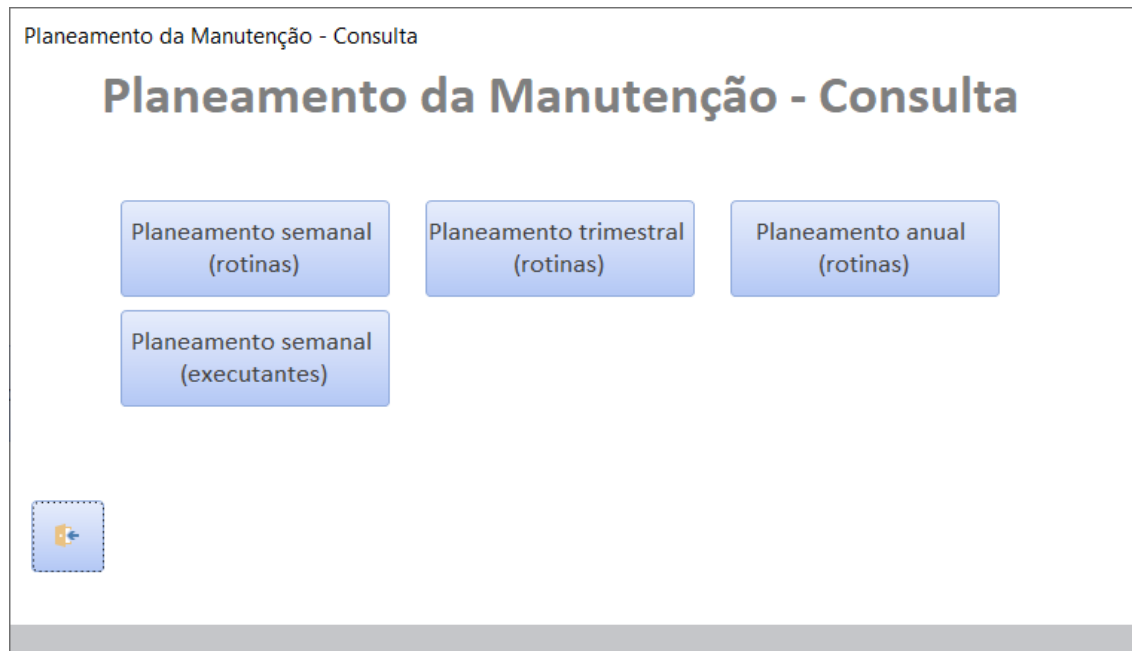 Planeamento da Manutenção - Consulta
Planeamento da Manutenção - Consulta
Planeamento semanal
(rotinas)
Planeamento trimestral
(rotinas)
Planeamento anual
(rotinas)
Planeamento semanal
(executantes)